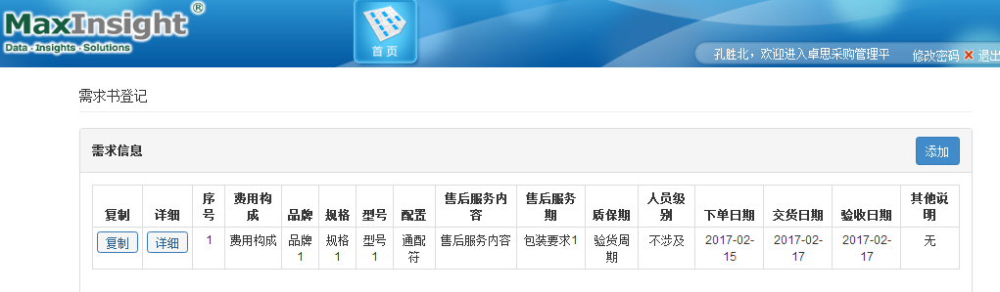 MaxInsight®
Data · Insights · Solutions
首 页
孔胜北，欢迎进入卓思采购管理平
修改密码
退出
需求书登记
需求信息
添加
复制 详细 序号 费用构成 品牌 规格 型号 配置 售后服务内容 售后服务期 质保期 人员级别 下单日期 交货日期 验收日期 其他说明
复制 详细 1 费用构成 品牌1 规格1 型号1 通配符 售后服务内容 包装要求1 验货周期 不涉及 2017-02-15 2017-02-17 2017-02-17 无